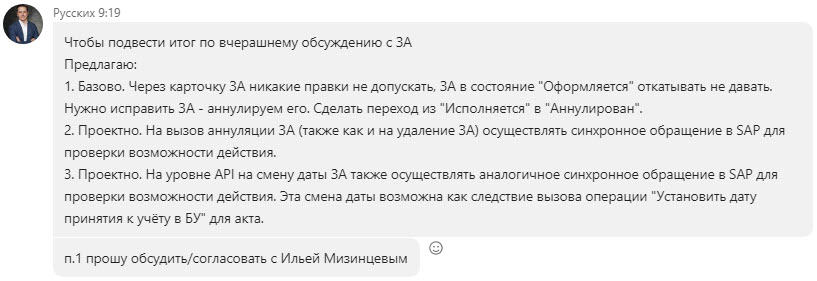 Русских 9:19
Чтобы подвести итог по вчерашнему обсуждению с ЗА
Предлагаю:
1. Базово. Через карточку ЗА никакие правки не допускать, ЗА в состояние "Оформляется" откатывать не давать.
Нужно исправить ЗА - аннулируем его. Сделать переход из "Исполняется" в "Аннулирован".
2. Проектно. На вызов аннуляции ЗА (также как и на удаление ЗА) осуществлять синхронное обращение в SAP для
проверки возможности действия.
3. Проектно. На уровне API на смену даты ЗА также осуществлять аналогичное синхронное обращение в SAP для
проверки возможности действия. Эта смена даты возможна как следствие вызова операции "Установить дату
принятия к учёту в БУ" для акта.
п.1 прошу обсудить/согласовать с Ильей Мизинцевым